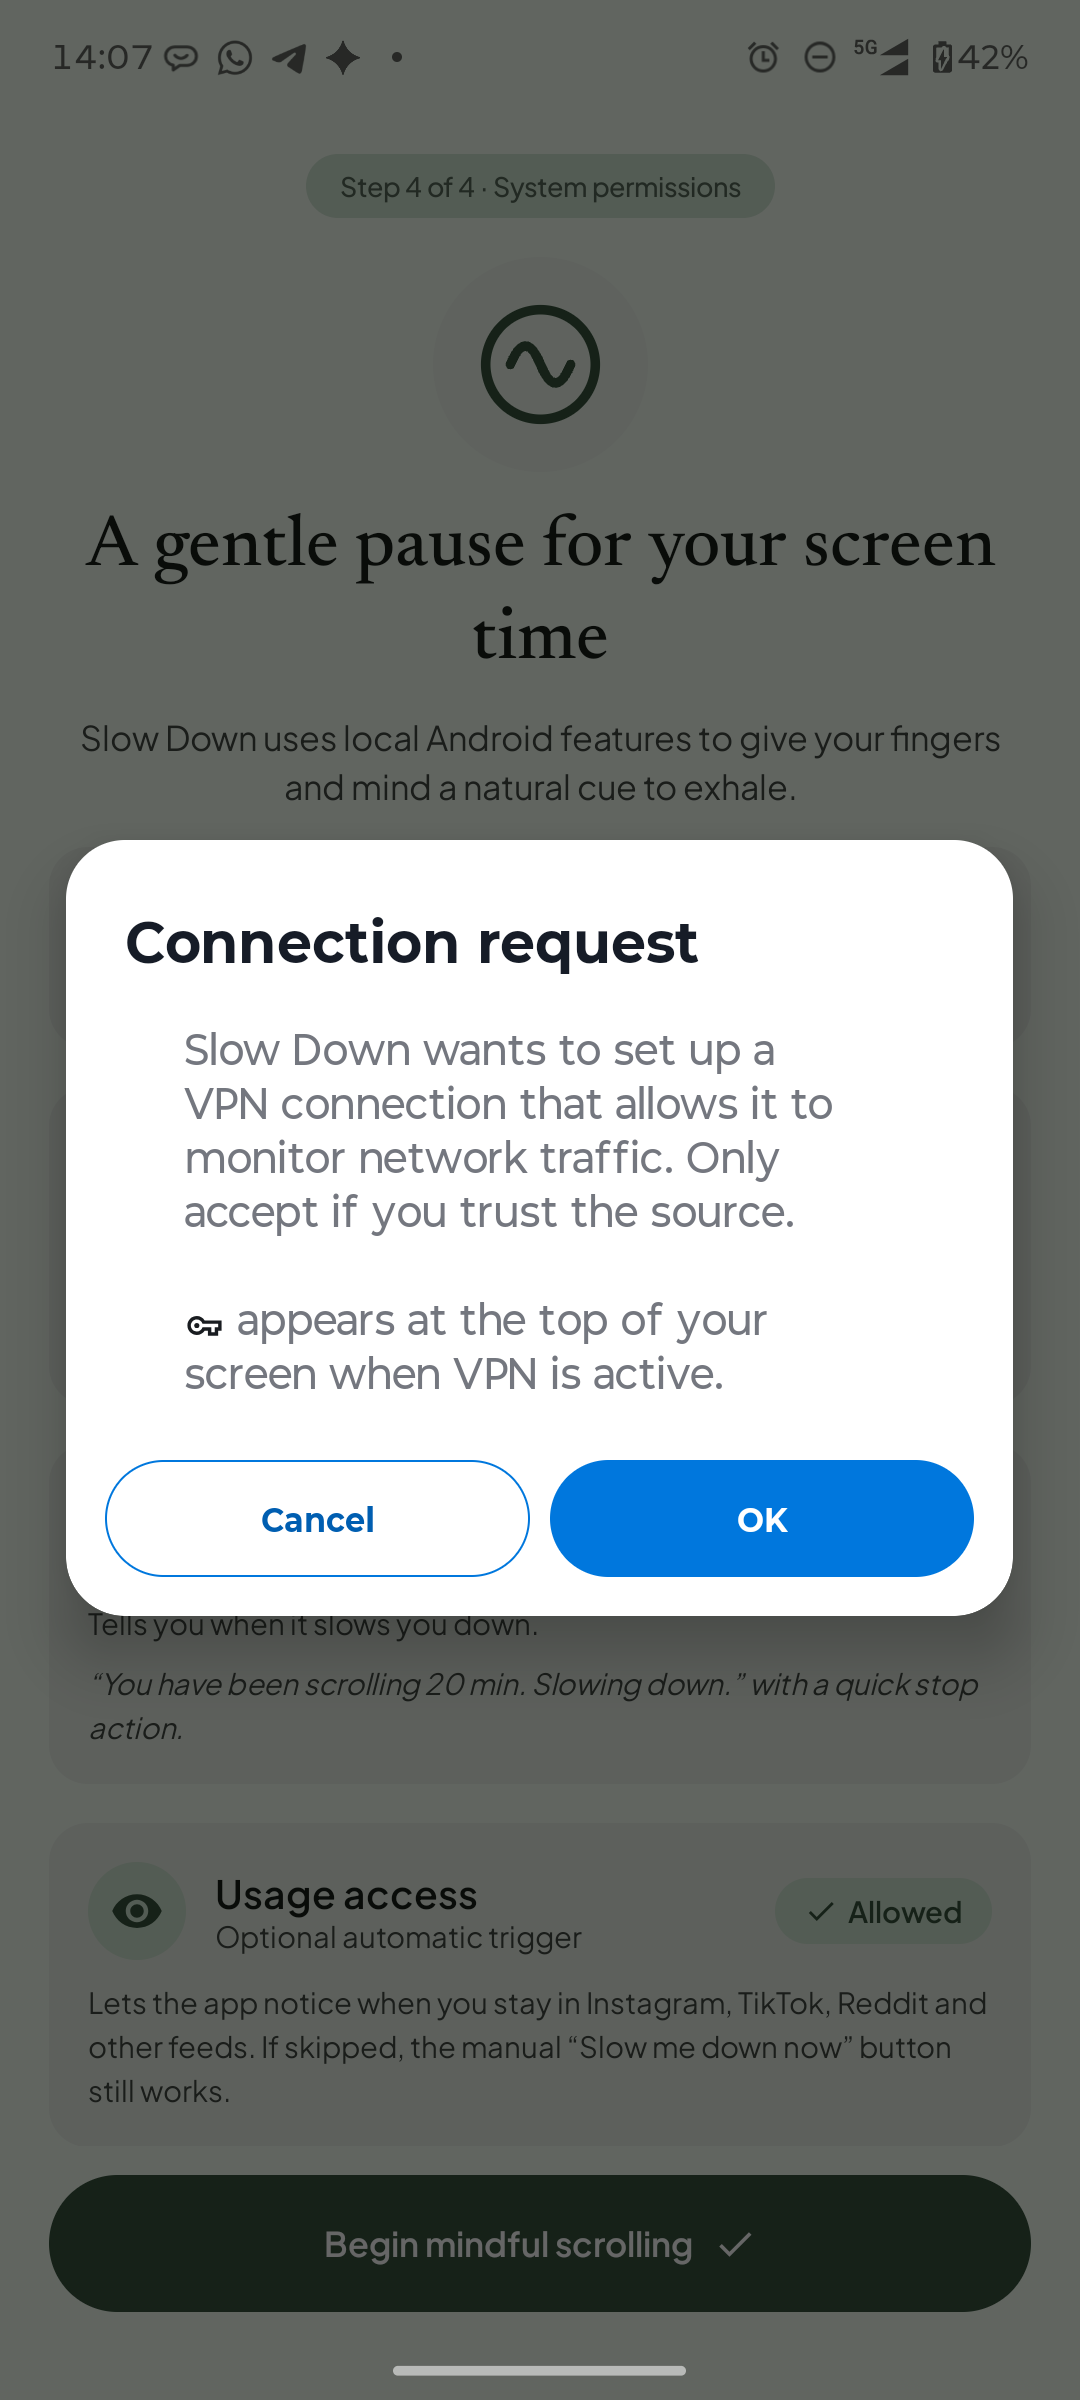 14:07
5G
42%
Step 4 of 4 · System permissions
A gentle pause for your screen
time
Slow Down uses local Android features to give your fingers
and mind a natural cue to exhale.
Connection request
Slow Down wants to set up a
VPN connection that allows it to
monitor network traffic. Only
accept if you trust the source.
appears at the top of your
screen when VPN is active.
Cancel
OK
Tells you when it slows you down.
“You have been scrolling 20 min. Slowing down.” with a quick stop
action.
Usage access
Optional automatic trigger
Allowed
Lets the app notice when you stay in Instagram, TikTok, Reddit and
other feeds. If skipped, the manual “Slow me down now” button
still works.
Begin mindful scrolling